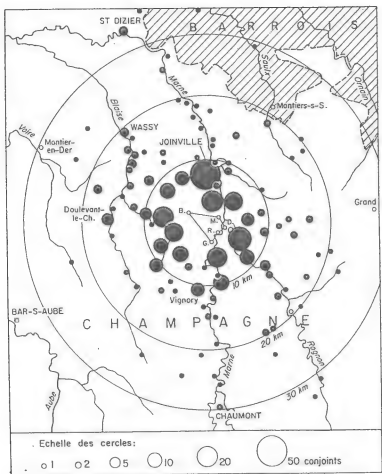 ST DIZIER
BARROIS
Marne
Saulx
Ornain
Blaise
Montiers-s-S.
Voire
WASSY
JOINVILLE
Montier-
en-Der
Grand
Doulevant-
le-Ch.
B.
M.
R.
G.
10 km
Vignory
BAR-S-AUBE
CHAMPAGNE
20 km
Rognon
30 km
Aube
Marne
CHAUMONT
Echelle des cercles:
1 2 5 10 20 50 conjoints